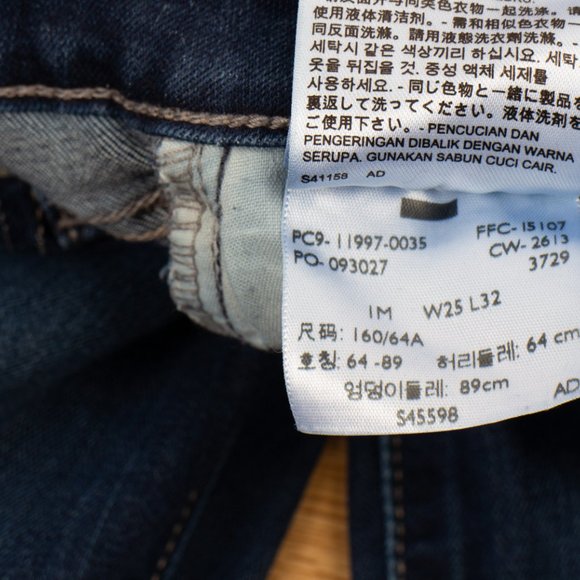 使用液体清洁剂. - 需和相似色衣物
同反面洗滌. 請用液態洗衣劑洗滌.
세탁시 같은 색상끼리 하십시오. 세탁
옷을 뒤집을 것. 중성 액체 세제를
사용하세요. - 同じ色物と一緒に製品を
裏返して洗ってください。液体洗剤を
ご使用下さい。- PENCUCIAN DAN
PENGERINGAN DIBALIK DENGAN WARNA
SERUPA. GUNAKAN SABUN CUCI CAIR.
S41158 AD
PC9- 11997-0035 FFC- 15107
PO- 093027 CW- 2613
3729
1M W25 L32
尺码: 160/64A
호칭: 64 -89 허리둘레: 64 cm
엉덩이둘레: 89cm AD
S45598